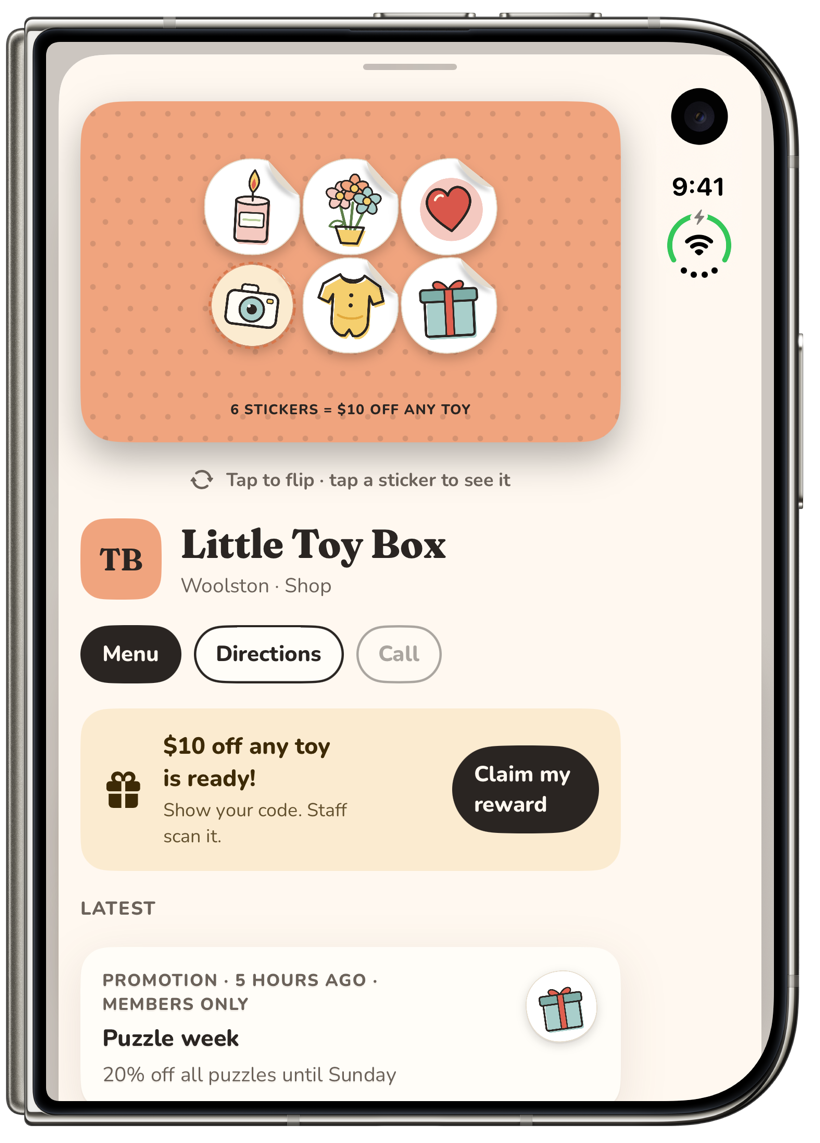 9:41
6 STICKERS = $10 OFF ANY TOY
Tap to flip · tap a sticker to see it
TB
Little Toy Box
Woolston · Shop
Menu
Directions
Call
$10 off any toy
is ready!
Show your code. Staff
scan it.
Claim my
reward
LATEST
PROMOTION · 5 HOURS AGO ·
MEMBERS ONLY
Puzzle week
20% off all puzzles until Sunday